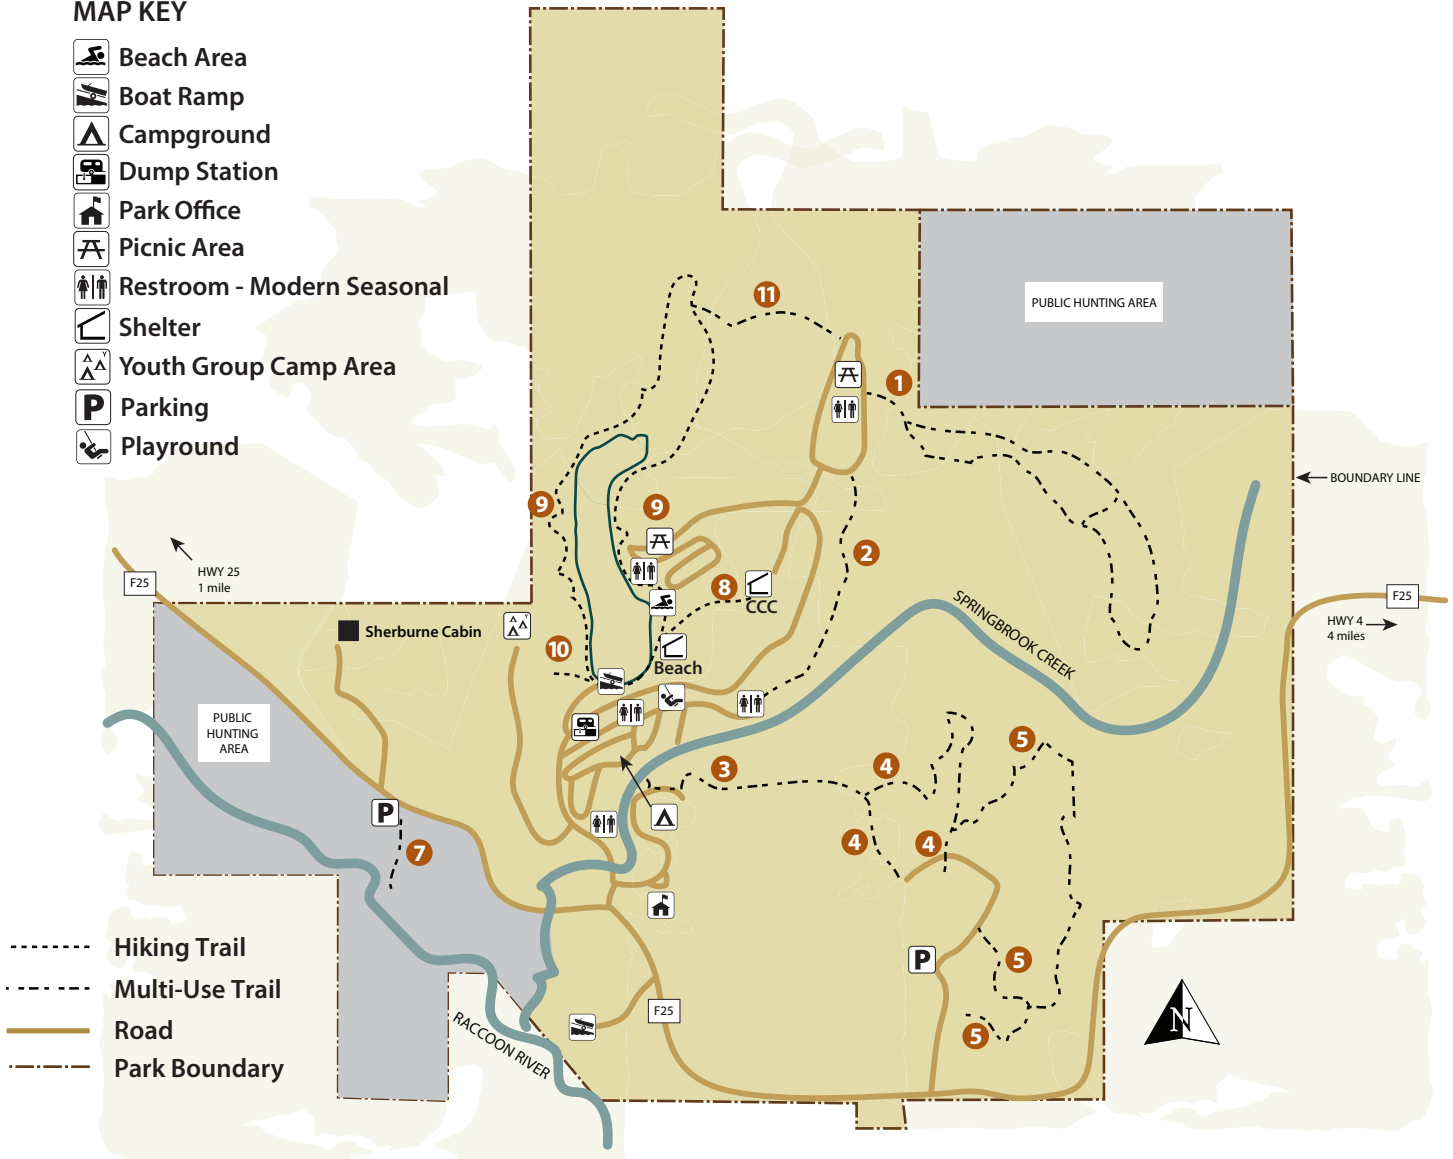 MAP KEY
Beach Area
Boat Ramp
Campground
Dump Station
Park Office
Picnic Area
Restroom - Modern Seasonal
Shelter
Youth Group Camp Area
P Parking
Playround
PUBLIC HUNTING AREA
11
1
BOUNDARY LINE
9
9
2
HWY 25
1 mile
F25
8
CCC
SPRINGBROOK CREEK
F25
HWY 4
4 miles
Sherburne Cabin
Y
10
Beach
PUBLIC
HUNTING
AREA
5
3
4
P
7
4
4
Hiking Trail
Multi-Use Trail
Road
Park Boundary
P
5
F25
5
RACCOON RIVER
N